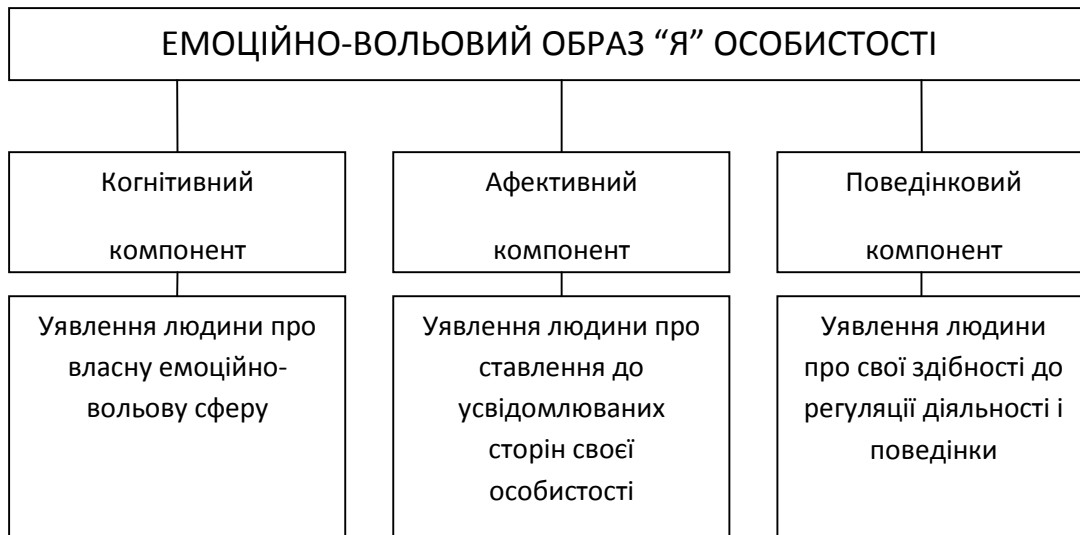 ЕМОЦІЙНО-ВОЛЬОВИЙ ОБРАЗ “Я” ОСОБИСТОСТІ
Когнітивний
компонент
Афективний
компонент
Поведінковий
компонент
Уявлення людини про
власну емоційно-
вольову сферу
Уявлення людини про
ставлення до
усвідомлюваних
сторін своєї
особистості
Уявлення людини
про свої здібності до
регуляції діяльності і
поведінки